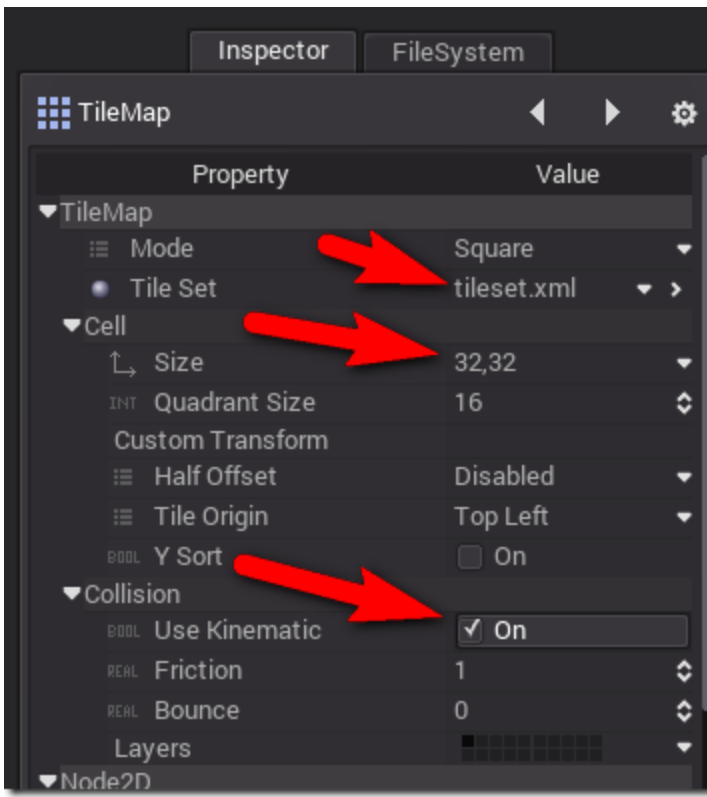 Inspector FileSystem
TileMap
Property Value
TileMap
Mode Square
Tile Set tileset.xml
Cell
Size 32,32
INT Quadrant Size 16
Custom Transform
Half Offset Disabled
Tile Origin Top Left
BOOL Y Sort On
Collision
BOOL Use Kinematic On
REAL Friction 1
REAL Bounce 0
Layers
Node2D